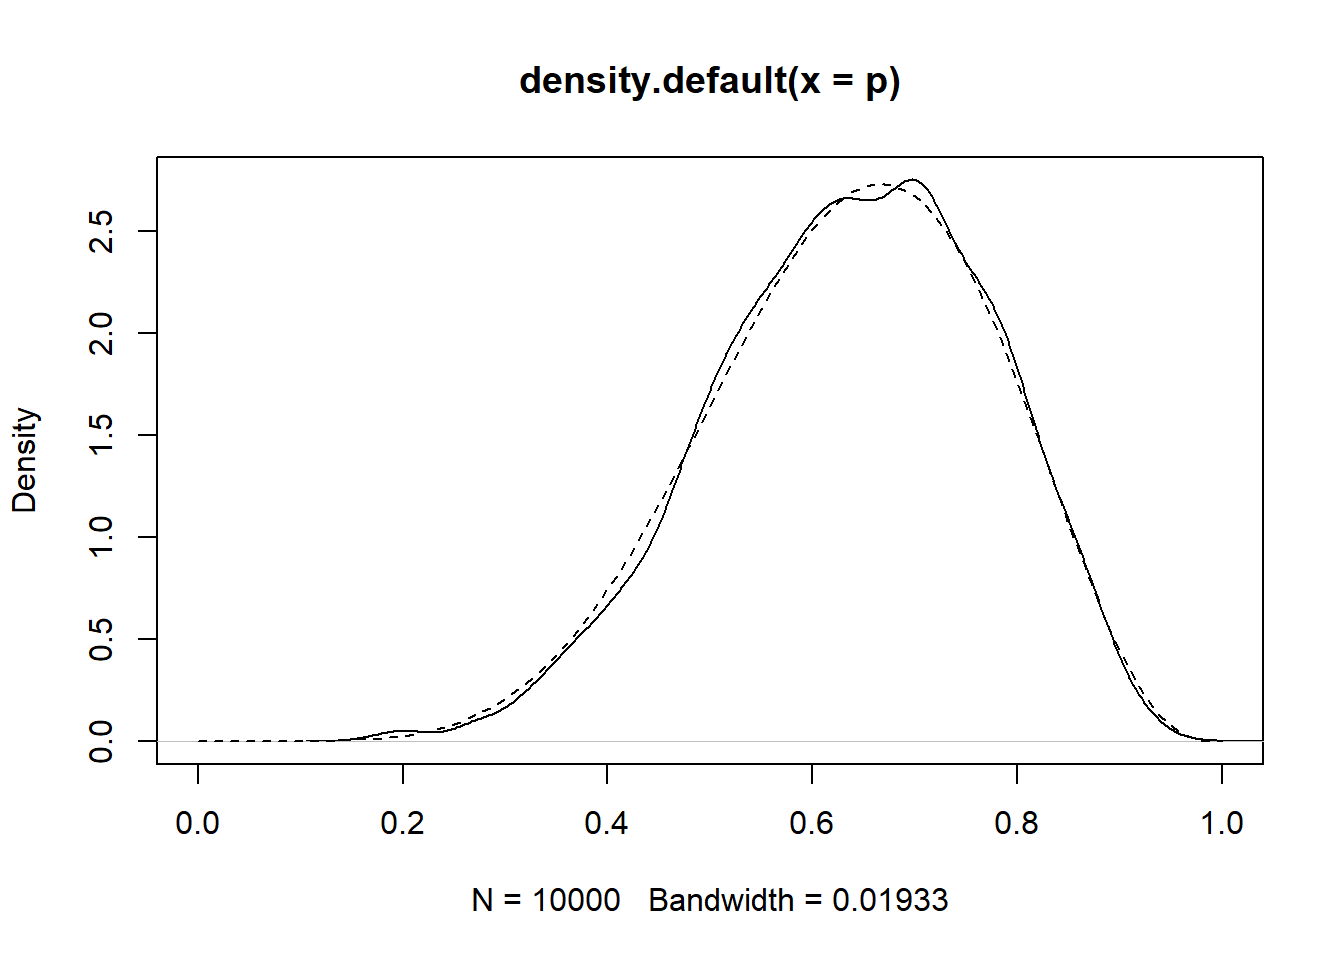 density.default(x = p)
Density
0.0 0.5 1.0 1.5 2.0 2.5
0.0 0.2 0.4 0.6 0.8 1.0
N = 10000 Bandwidth = 0.01933